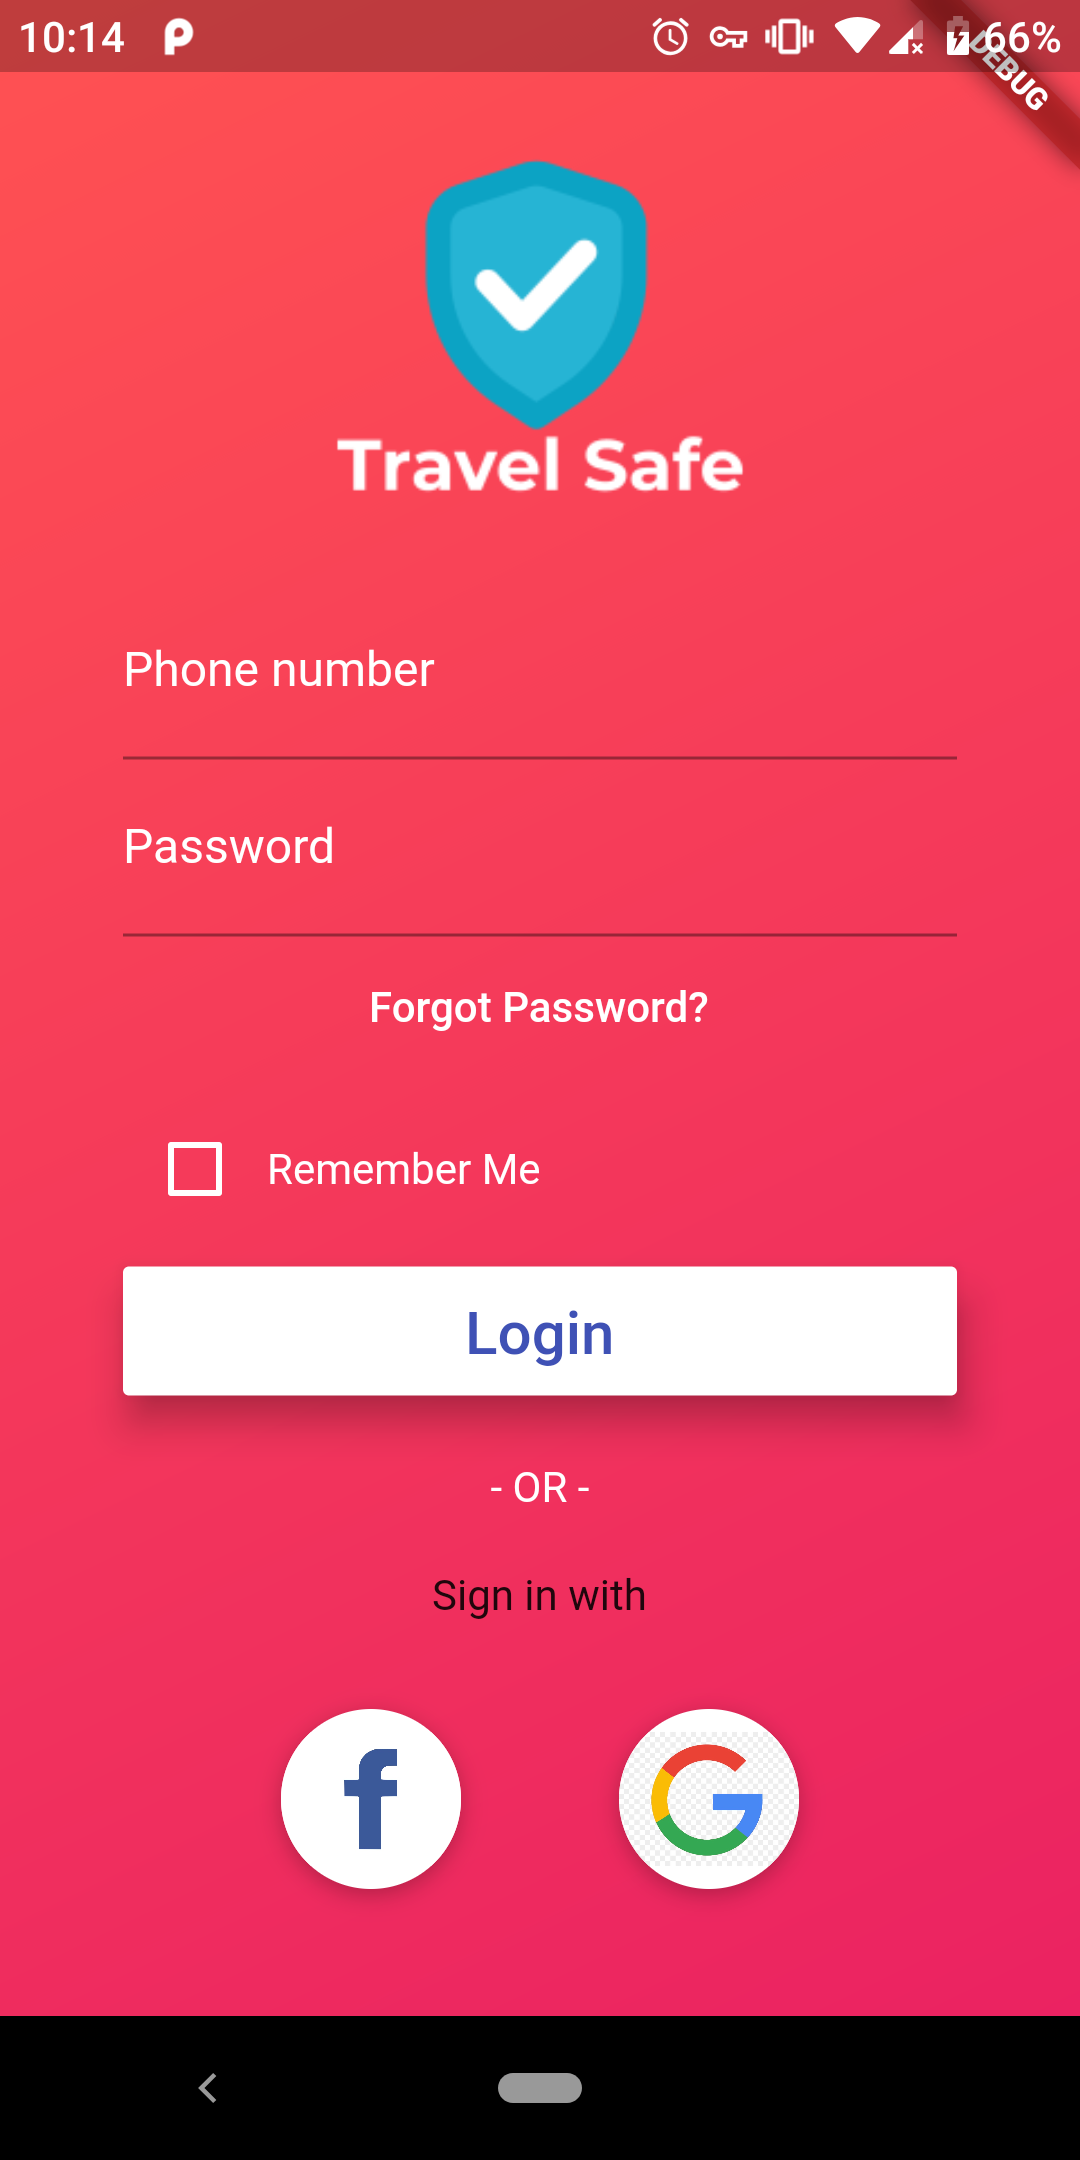 10:14
66%
DEBUG
Travel Safe
Phone number
Password
Forgot Password?
Remember Me
Login
- OR -
Sign in with